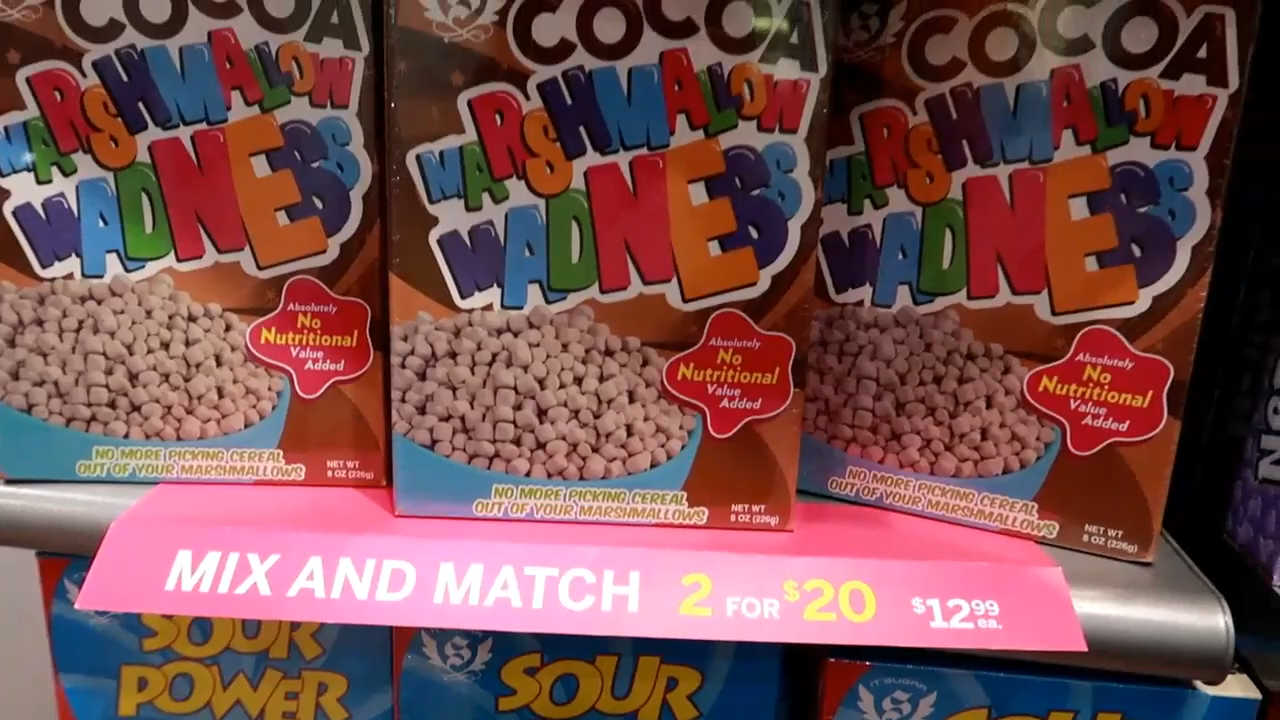 COCOA
MARSHMALLOW
MADNESS
Absolutely
No
Nutritional
Value
Added
NO MORE PICKING CEREAL
OUT OF YOUR MARSHMALLOWS
NET WT
8 OZ (226g)
COCOA
MARSHMALLOW
MADNESS
Absolutely
No
Nutritional
Value
Added
NO MORE PICKING CEREAL
OUT OF YOUR MARSHMALLOWS
NET WT
8 OZ (226g)
COCOA
MARSHMALLOW
MADNESS
Absolutely
No
Nutritional
Value
Added
NO MORE PICKING CEREAL
OUT OF YOUR MARSHMALLOWS
NET WT
8 OZ (226g)
MIX AND MATCH 2 FOR $20 $12.99 ea.
SOUR
POWER
S
SOUR
IT'SUGAR
S